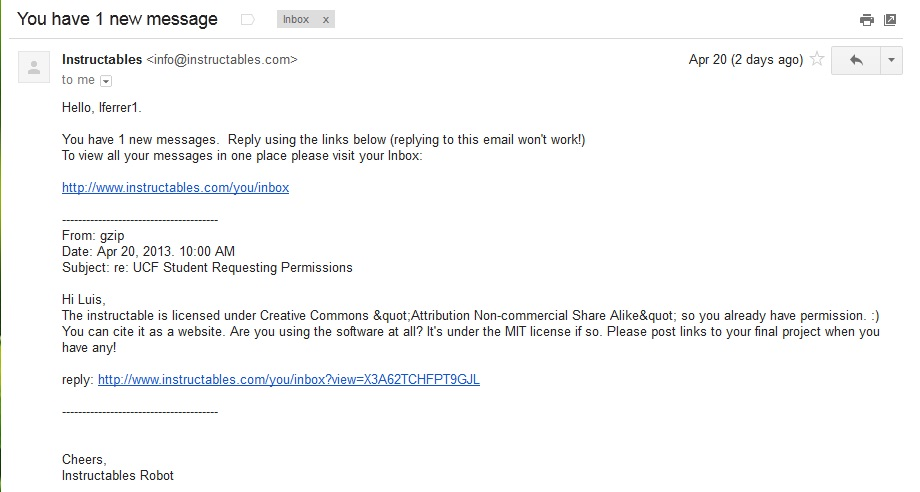 You have 1 new message
Inbox x
Instructables <info@instructables.com>
Apr 20 (2 days ago)
to me
Hello, lferrer1.
You have 1 new messages.  Reply using the links below (replying to this email won't work!)
To view all your messages in one place please visit your Inbox:
http://www.instructables.com/you/inbox
---------------------------------------
From: gzip
Date: Apr 20, 2013. 10:00 AM
Subject: re: UCF Student Requesting Permissions
Hi Luis,
The instructable is licensed under Creative Commons &quot;Attribution Non-commercial Share Alike&quot; so you already have permission. :)
You can cite it as a website. Are you using the software at all? It's under the MIT license if so. Please post links to your final project when you
have any!
reply: http://www.instructables.com/you/inbox?view=X3A62TCHFPT9GJL
---------------------------------------
Cheers,
Instructables Robot